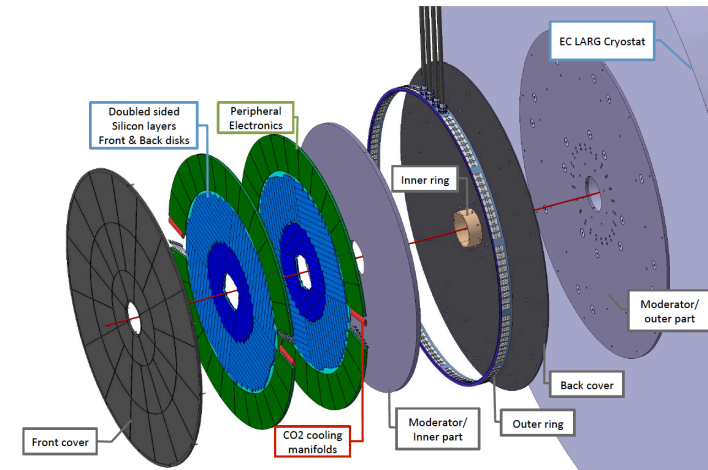 EC LARG Cryostat
Doubled sided
Silicon layers
Front & Back disks
Peripheral
Electronics
Inner ring
Moderator/
outer part
Back cover
Moderator/
Inner part
Outer ring
CO2 cooling
manifolds
Front cover